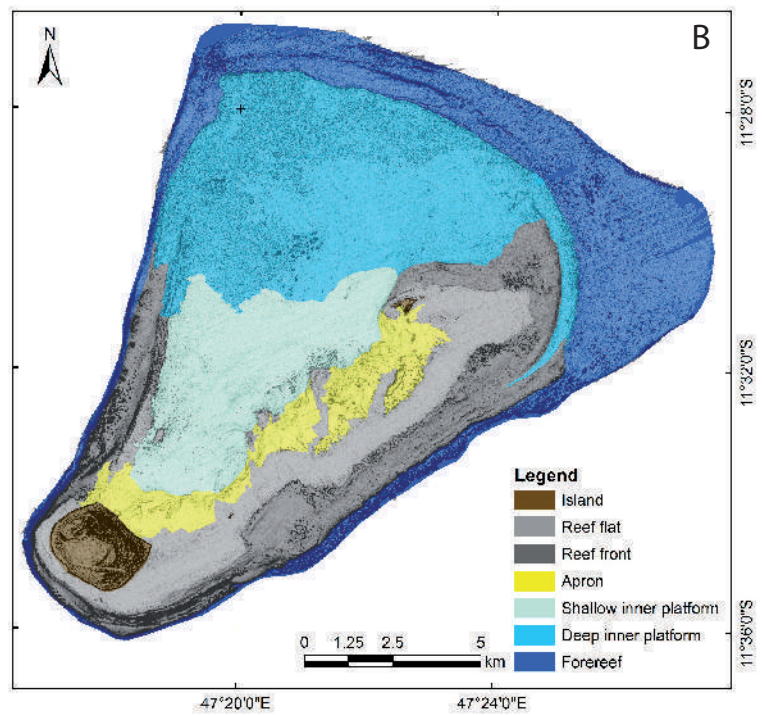 B
N
11°28'0"S
11°32'0"S
11°36'0"S
Legend
Island
Reef flat
Reef front
Apron
Shallow inner platform
Deep inner platform
Forereef
0 1.25 2.5 5
km
-47°20'0"E -47°24'0"E